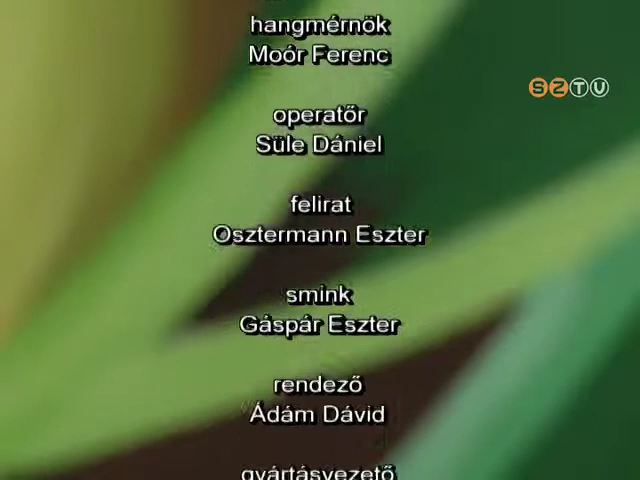 hangmérnök
Moór Ferenc
SZTV
operatőr
Süle Dániel
felirat
Osztermann Eszter
smink
Gáspár Eszter
rendező
Ádám Dávid
gyártásvezető